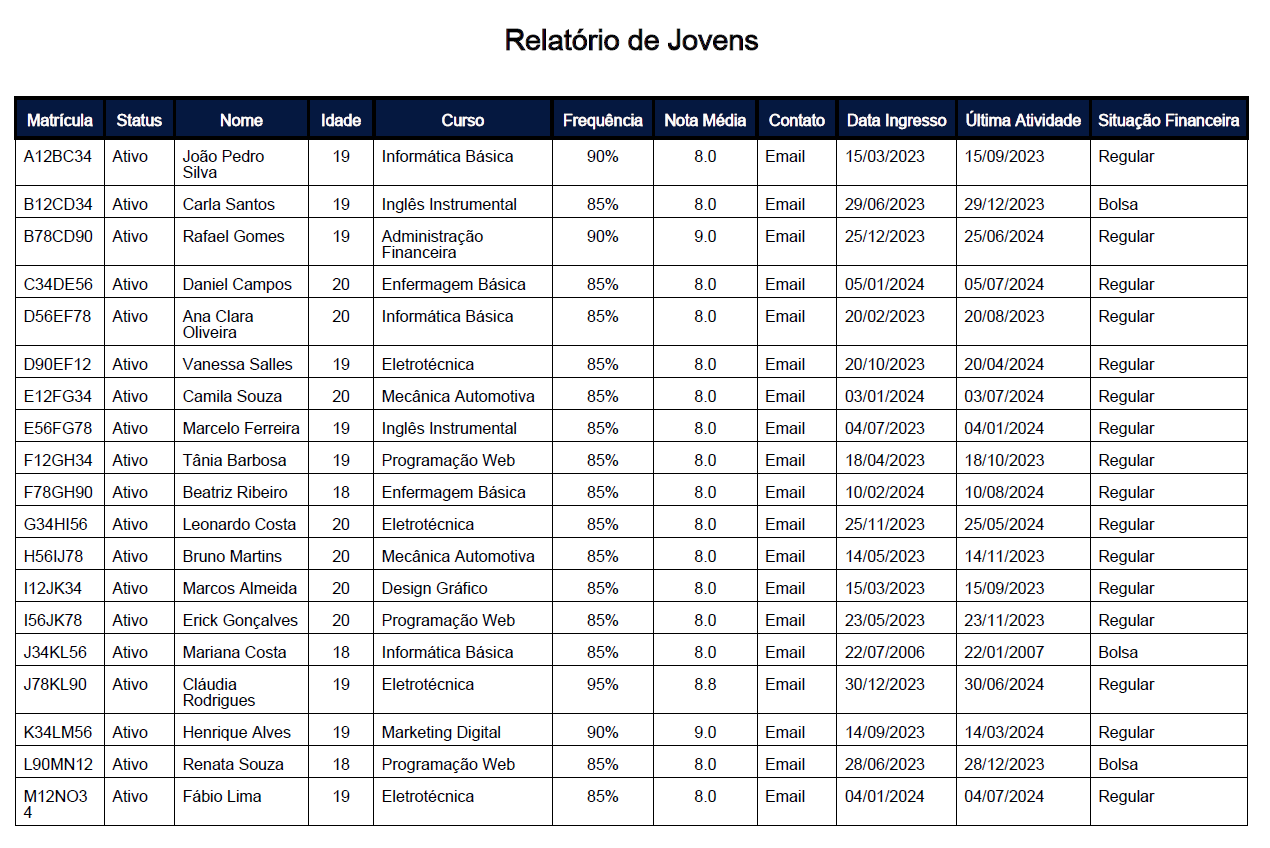 Relatório de Jovens
Matrícula Status Nome Idade Curso Frequência Nota Média Contato Data Ingresso Última Atividade Situação Financeira
A12BC34 Ativo João Pedro 19 Informática Básica 90% 8.0 Email 15/03/2023 15/09/2023 Regular
Silva
B12CD34 Ativo Carla Santos 19 Inglês Instrumental 85% 8.0 Email 29/06/2023 29/12/2023 Bolsa
B78CD90 Ativo Rafael Gomes 19 Administração 90% 9.0 Email 25/12/2023 25/06/2024 Regular
Financeira
C34DE56 Ativo Daniel Campos 20 Enfermagem Básica 85% 8.0 Email 05/01/2024 05/07/2024 Regular
D56EF78 Ativo Ana Clara 20 Informática Básica 85% 8.0 Email 20/02/2023 20/08/2023 Regular
Oliveira
D90EF12 Ativo Vanessa Salles 19 Eletrotécnica 85% 8.0 Email 20/10/2023 20/04/2024 Regular
E12FG34 Ativo Camila Souza 20 Mecânica Automotiva 85% 8.0 Email 03/01/2024 03/07/2024 Regular
E56FG78 Ativo Marcelo Ferreira 19 Inglês Instrumental 85% 8.0 Email 04/07/2023 04/01/2024 Regular
F12GH34 Ativo Tânia Barbosa 19 Programação Web 85% 8.0 Email 18/04/2023 18/10/2023 Regular
F78GH90 Ativo Beatriz Ribeiro 18 Enfermagem Básica 85% 8.0 Email 10/02/2024 10/08/2024 Regular
G34HI56 Ativo Leonardo Costa 20 Eletrotécnica 85% 8.0 Email 25/11/2023 25/05/2024 Regular
H56IJ78 Ativo Bruno Martins 20 Mecânica Automotiva 85% 8.0 Email 14/05/2023 14/11/2023 Regular
I12JK34 Ativo Marcos Almeida 20 Design Gráfico 85% 8.0 Email 15/03/2023 15/09/2023 Regular
I56JK78 Ativo Erick Gonçalves 20 Programação Web 85% 8.0 Email 23/05/2023 23/11/2023 Regular
J34KL56 Ativo Mariana Costa 18 Informática Básica 85% 8.0 Email 22/07/2006 22/01/2007 Bolsa
J78KL90 Ativo Cláudia 19 Eletrotécnica 95% 8.8 Email 30/12/2023 30/06/2024 Regular
Rodrigues
K34LM56 Ativo Henrique Alves 19 Marketing Digital 90% 9.0 Email 14/09/2023 14/03/2024 Regular
L90MN12 Ativo Renata Souza 18 Programação Web 85% 8.0 Email 28/06/2023 28/12/2023 Bolsa
M12NO3 Ativo Fábio Lima 19 Eletrotécnica 85% 8.0 Email 04/01/2024 04/07/2024 Regular
4